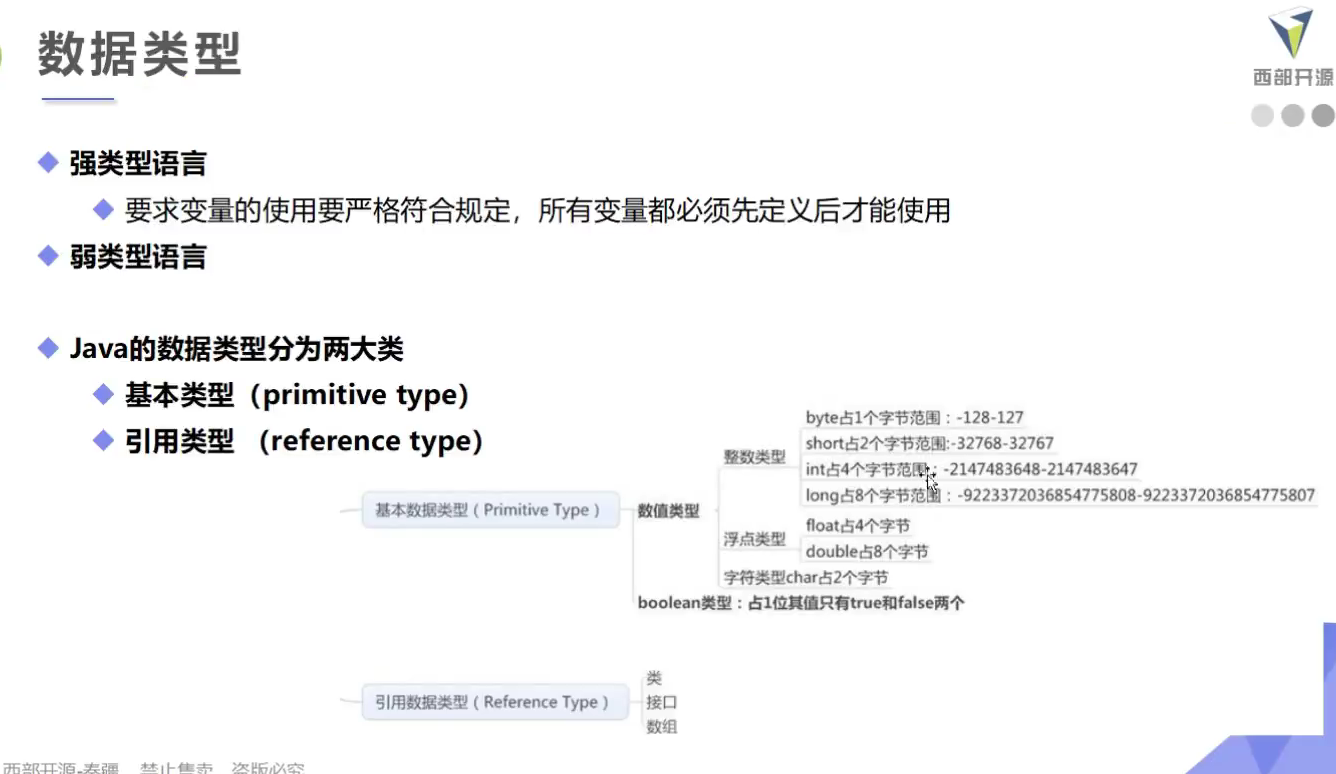 数据类型
西部开源
强类型语言
要求变量的使用要严格符合规定，所有变量都必须先定义后才能使用
弱类型语言
Java的数据类型分为两大类
基本类型（primitive type）
引用类型 （reference type）
基本数据类型（Primitive Type）
数值类型
整数类型
byte占1个字节范围：-128-127
short占2个字节范围:-32768-32767
int占4个字节范围：-2147483648-2147483647
long占8个字节范围：-9223372036854775808-9223372036854775807
浮点类型
float占4个字节
double占8个字节
字符类型char占2个字节
boolean类型：占1位其值只有true和false两个
引用数据类型（Reference Type）
类
接口
数组
西部开源-秦疆 禁止售卖 盗版必究